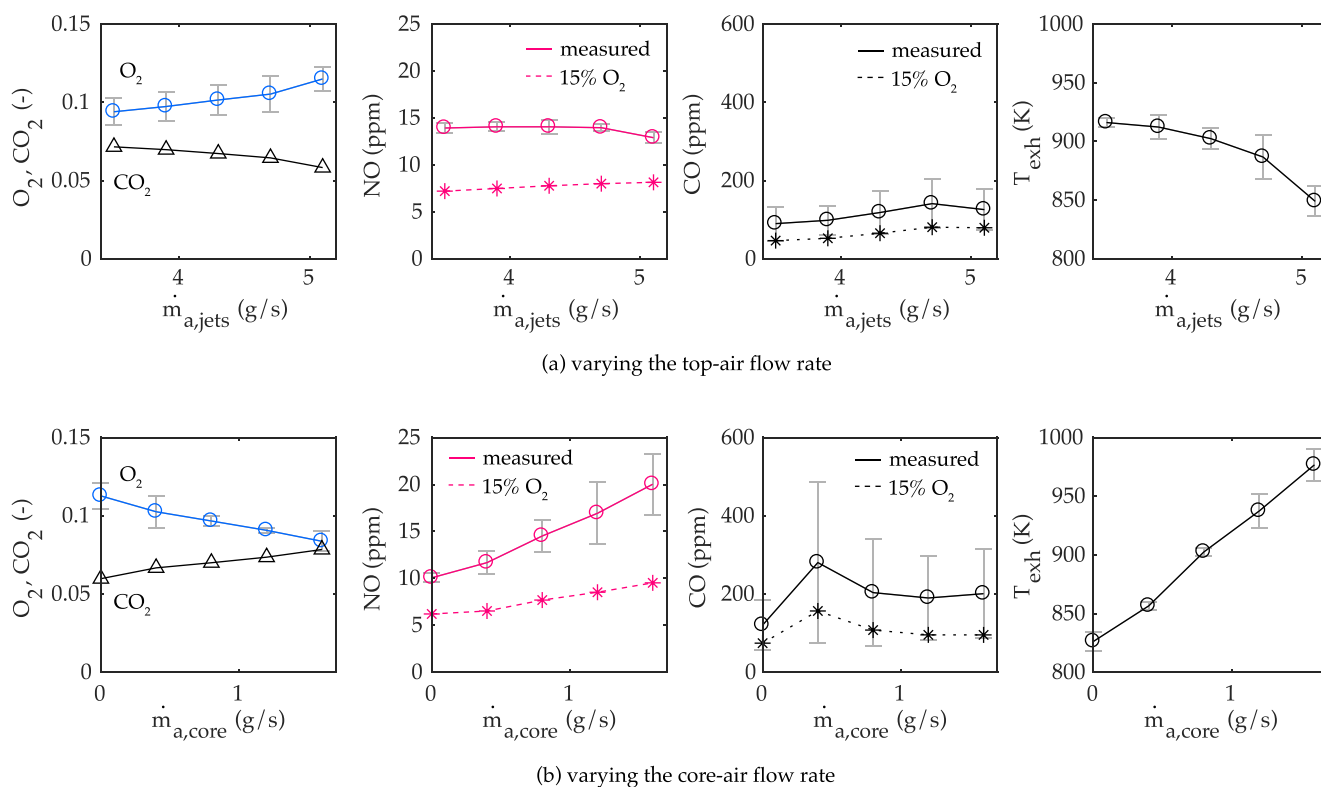 0.15
0.1
0.05
0
4
5
O2, CO2 (-)
O2
CO2
ṁa,jets (g/s)
25
20
15
10
5
0
4
5
NO (ppm)
measured
15% O2
ṁa,jets (g/s)
600
400
200
0
4
5
CO (ppm)
measured
15% O2
ṁa,jets (g/s)
1000
950
900
850
800
4
5
Texh (K)
ṁa,jets (g/s)
(a) varying the top-air flow rate
0.15
0.1
0.05
0
0
1
O2, CO2 (-)
O2
CO2
ṁa,core (g/s)
25
20
15
10
5
0
0
1
NO (ppm)
measured
15% O2
ṁa,core (g/s)
600
400
200
0
0
1
CO (ppm)
measured
15% O2
ṁa,core (g/s)
1000
950
900
850
800
0
1
Texh (K)
ṁa,core (g/s)
(b) varying the core-air flow rate